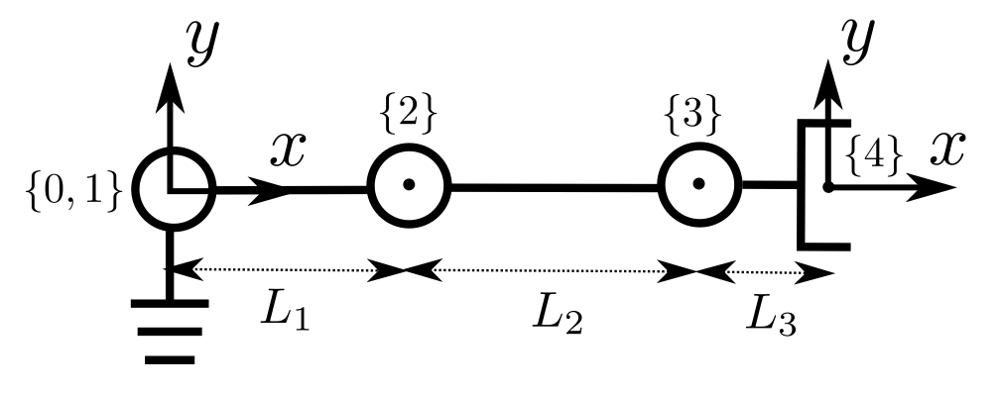 y
y
{2}
{3}
x
{4}
x
{0, 1}
L₁
L₂
L₃